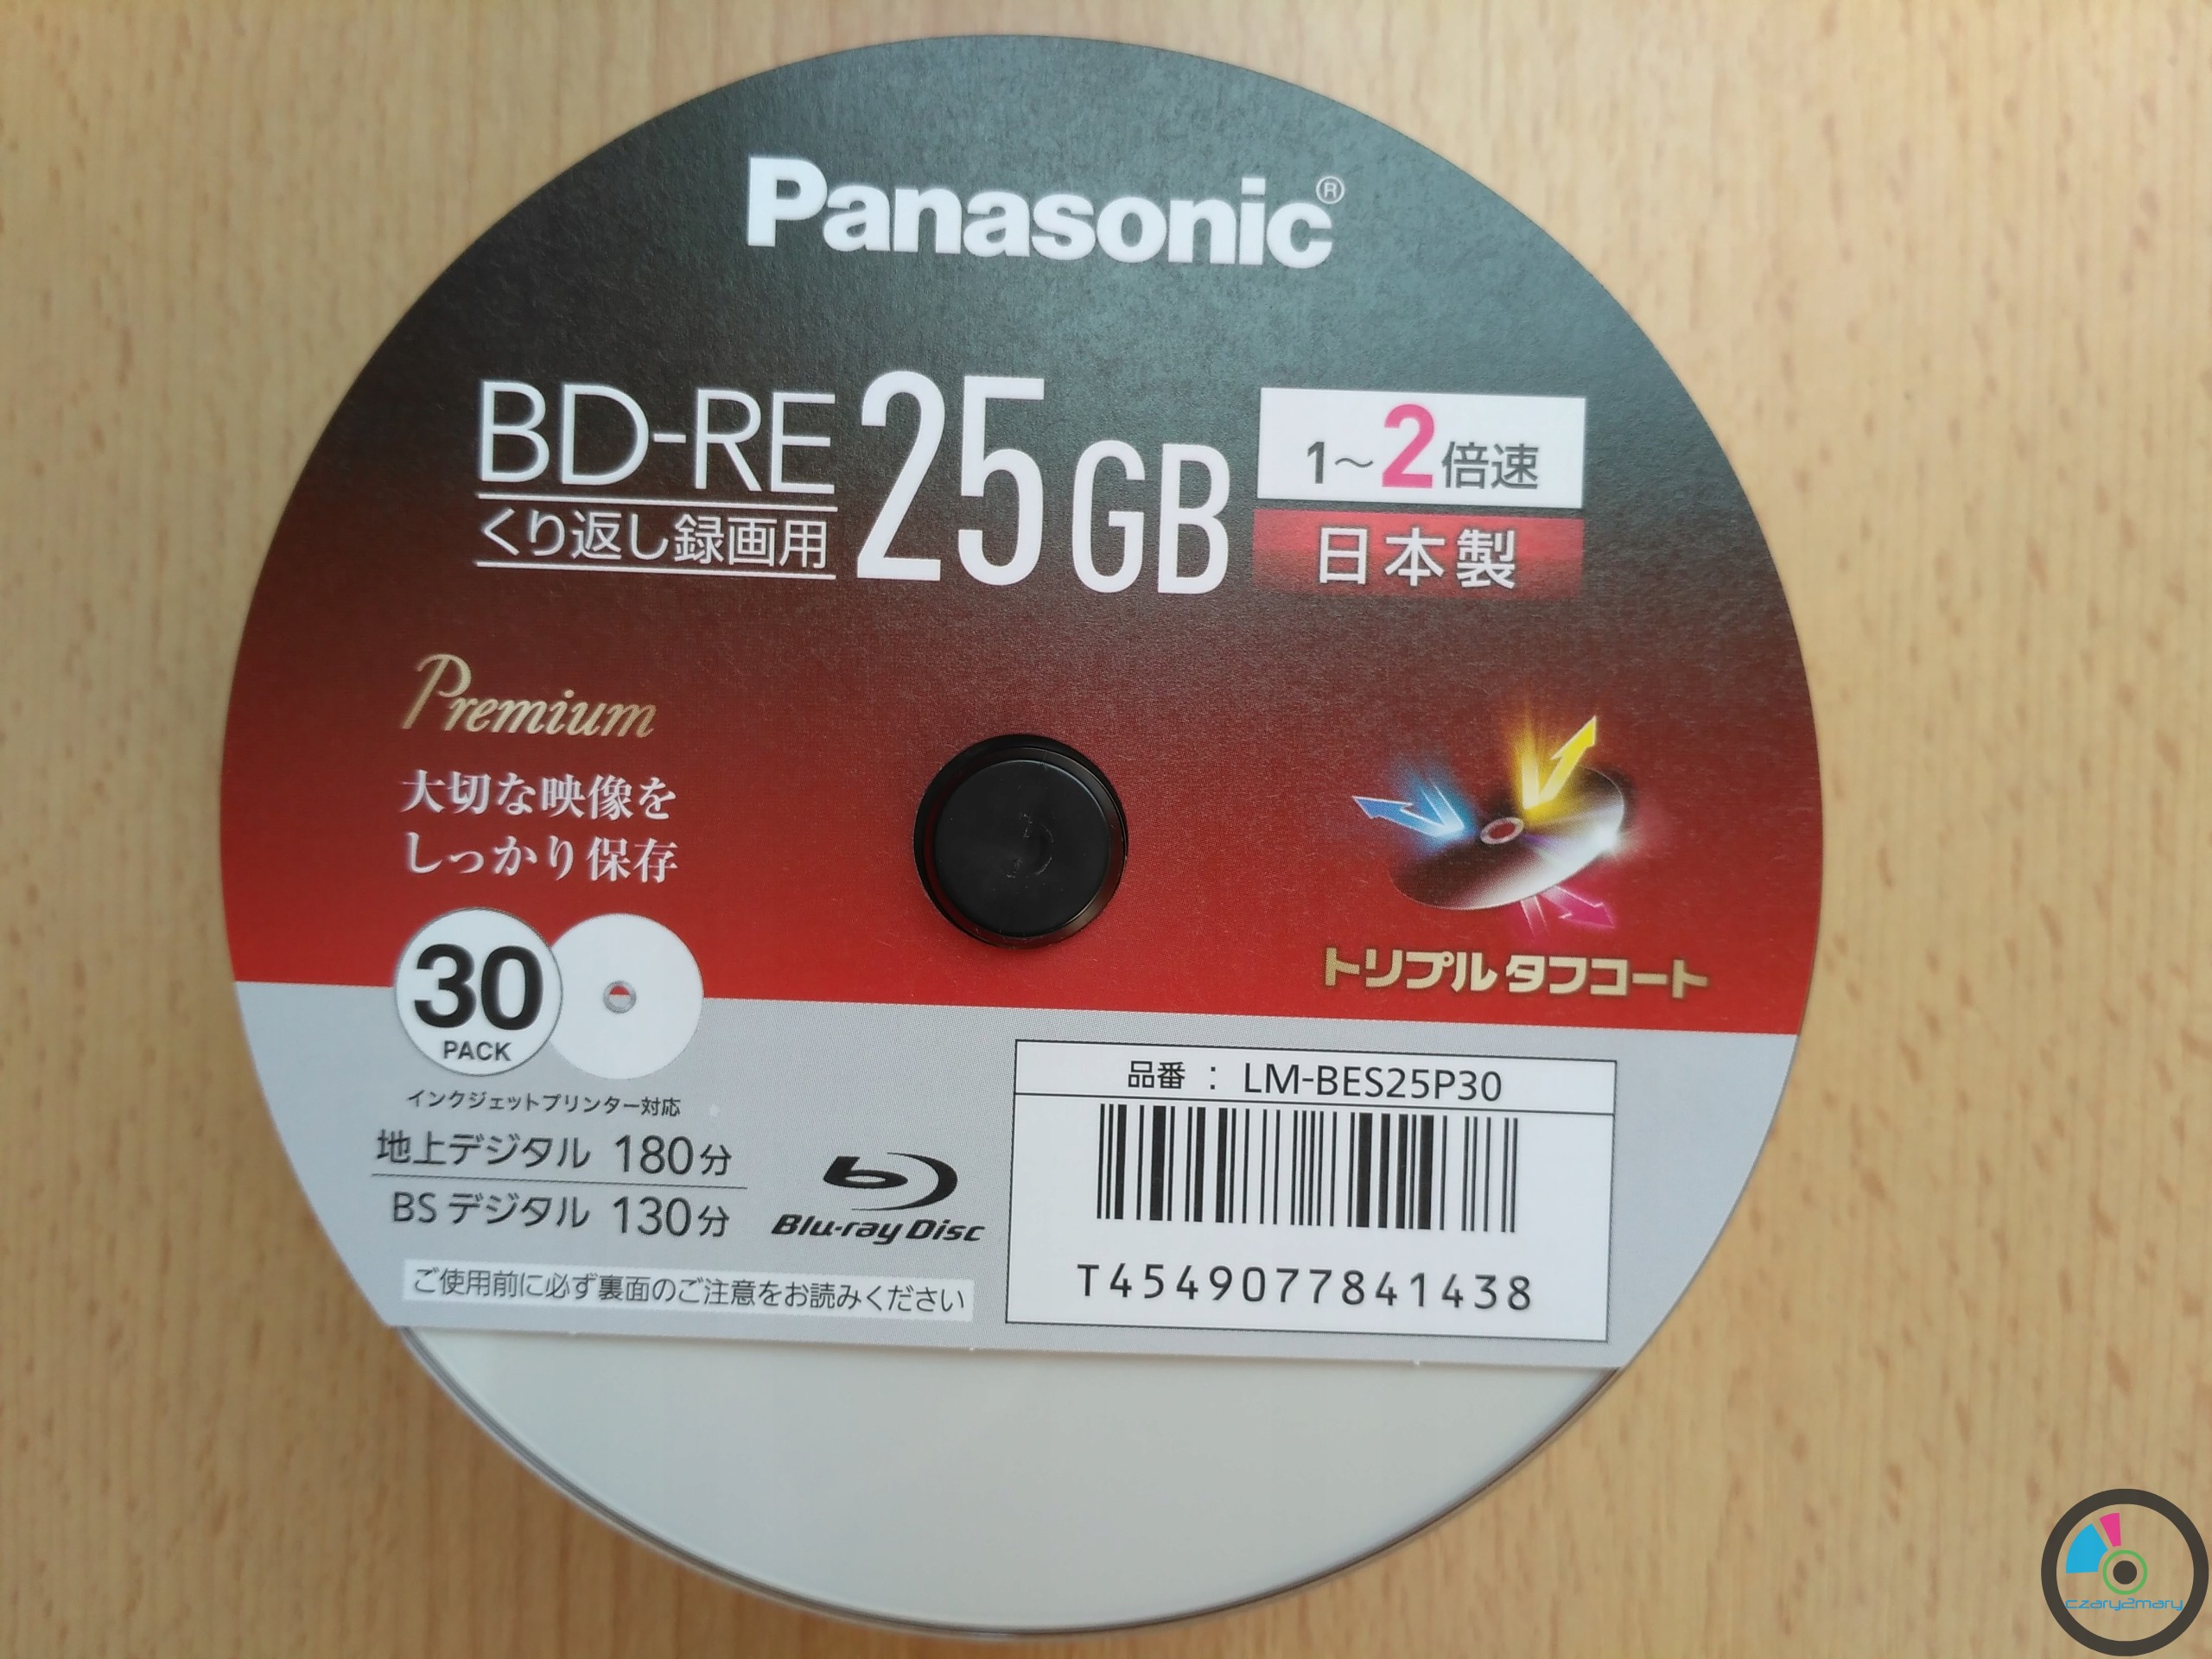 Panasonic®
BD-RE
くり返し録画用
25GB
1～2倍速
日本製
Premium
大切な映像を
しっかり保存
トリプル タフコート
30
PACK
インクジェットプリンター対応
地上デジタル 180分
BSデジタル 130分
Blu-ray Disc
ご使用前に必ず裏面のご注意をお読みください
品番 : LM-BES25P30
T4549077841438
czary2mary